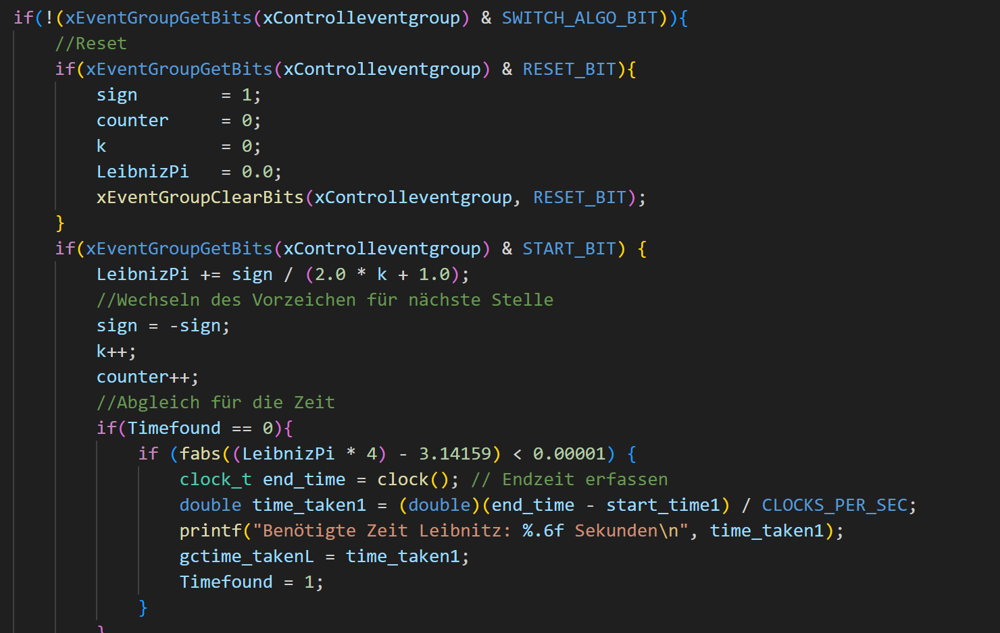 if(!(xEventGroupGetBits(xControlleventgroup) & SWITCH_ALGO_BIT)){
    //Reset
    if(xEventGroupGetBits(xControlleventgroup) & RESET_BIT){
        sign        = 1;
        counter     = 0;
        k           = 0;
        LeibnizPi   = 0.0;
        xEventGroupClearBits(xControlleventgroup, RESET_BIT);
    }
    if(xEventGroupGetBits(xControlleventgroup) & START_BIT) {
        LeibnizPi += sign / (2.0 * k + 1.0);
        //Wechseln des Vorzeichen für nächste Stelle
        sign = -sign;
        k++;
        counter++;
        //Abgleich für die Zeit
        if(Timefound == 0){
            if (fabs((LeibnizPi * 4) - 3.14159) < 0.00001) {
                clock_t end_time = clock(); // Endzeit erfassen
                double time_taken1 = (double)(end_time - start_time1) / CLOCKS_PER_SEC;
                printf("Benötigte Zeit Leibnitz: %.6f Sekunden\n", time_taken1);
                gctime_takenL = time_taken1;
                Timefound = 1;
            }
        }